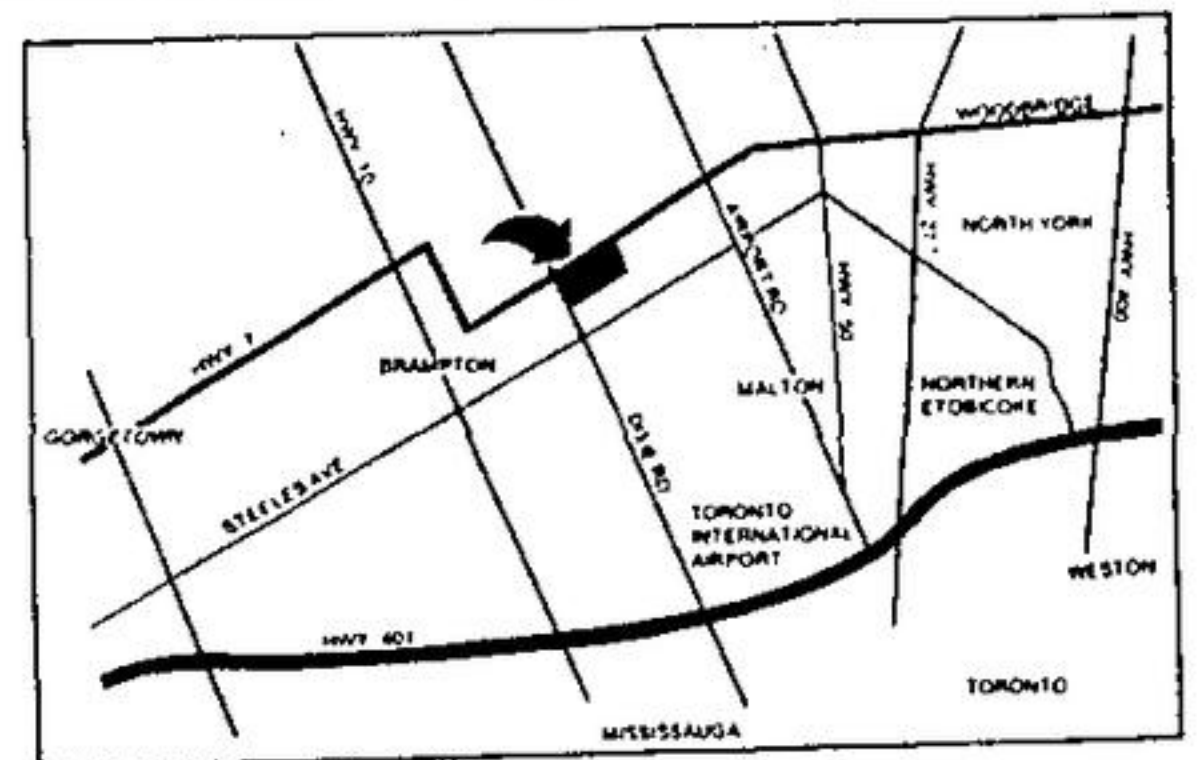 WOODBRIDGE
HWY 10
AIRPORT RD
HWY 27
NORTH YORK
HWY 400
HWY 50
HWY 7
BRAMPTON
MALTON
NORTHERN
ETOBICOKE
GORGETOWN
DIXIE RD
STEELES AVE
TORONTO
INTERNATIONAL
AIRPORT
WESTON
HWY 401
TORONTO
MISSISSAUGA